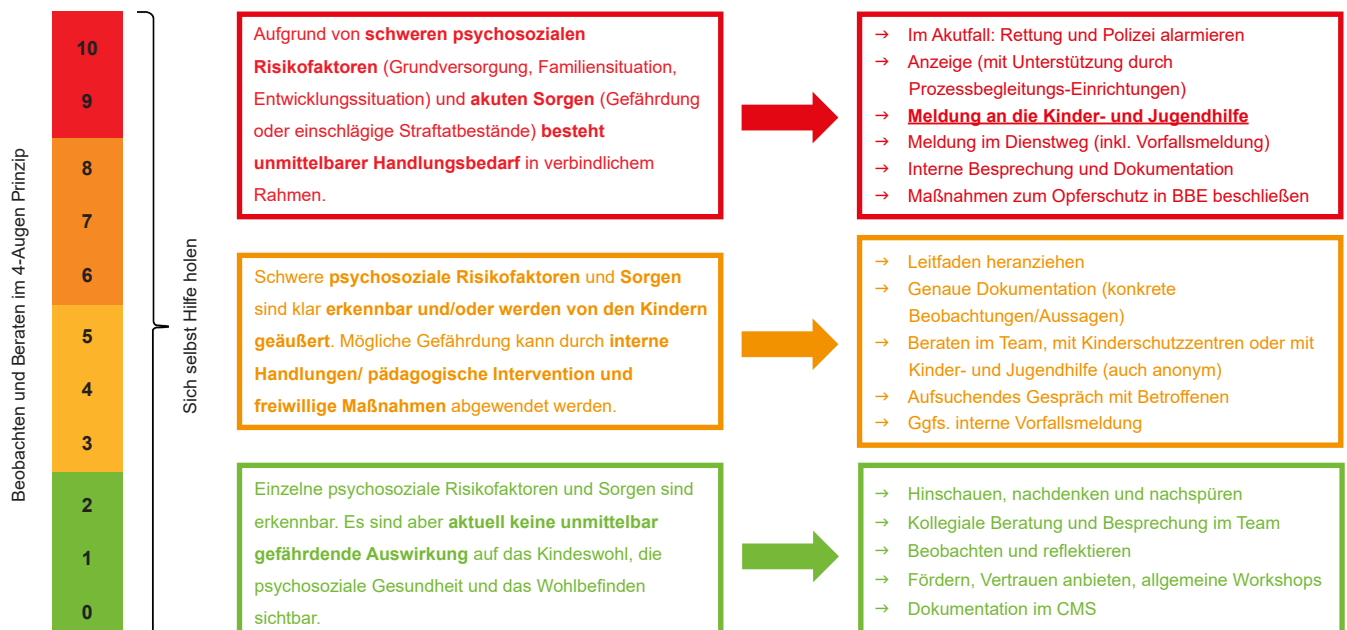 Beobachten und Beraten im 4-Augen Prinzip
10
9
8
7
6
5
4
3
2
1
0
Sich selbst Hilfe holen
Aufgrund von schweren psychosozialen
Risikofaktoren (Grundversorgung, Familiensituation,
Entwicklungssituation) und akuten Sorgen (Gefährdung
oder einschlägige Straftatbestände) besteht
unmittelbarer Handlungsbedarf in verbindlichem
Rahmen.
→ Im Akutfall: Rettung und Polizei alarmieren
→ Anzeige (mit Unterstützung durch
Prozessbegleitungs-Einrichtungen)
→ Meldung an die Kinder- und Jugendhilfe
→ Meldung im Dienstweg (inkl. Vorfallsmeldung)
→ Interne Besprechung und Dokumentation
→ Maßnahmen zum Opferschutz in BBE beschließen
Schwere psychosoziale Risikofaktoren und Sorgen
sind klar erkennbar und/oder werden von den Kindern
geäußert. Mögliche Gefährdung kann durch interne
Handlungen/ pädagogische Intervention und
freiwillige Maßnahmen abgewendet werden.
→ Leitfaden heranziehen
→ Genaue Dokumentation (konkrete
Beobachtungen/Aussagen)
→ Beraten im Team, mit Kinderschutzzentren oder mit
Kinder- und Jugendhilfe (auch anonym)
→ Aufsuchendes Gespräch mit Betroffenen
→ Ggfs. interne Vorfallsmeldung
Einzelne psychosoziale Risikofaktoren und Sorgen sind
erkennbar. Es sind aber aktuell keine unmittelbar
gefährdende Auswirkung auf das Kindeswohl, die
psychosoziale Gesundheit und das Wohlbefinden
sichtbar.
→ Hinschauen, nachdenken und nachspüren
→ Kollegiale Beratung und Besprechung im Team
→ Beobachten und reflektieren
→ Fördern, Vertrauen anbieten, allgemeine Workshops
→ Dokumentation im CMS